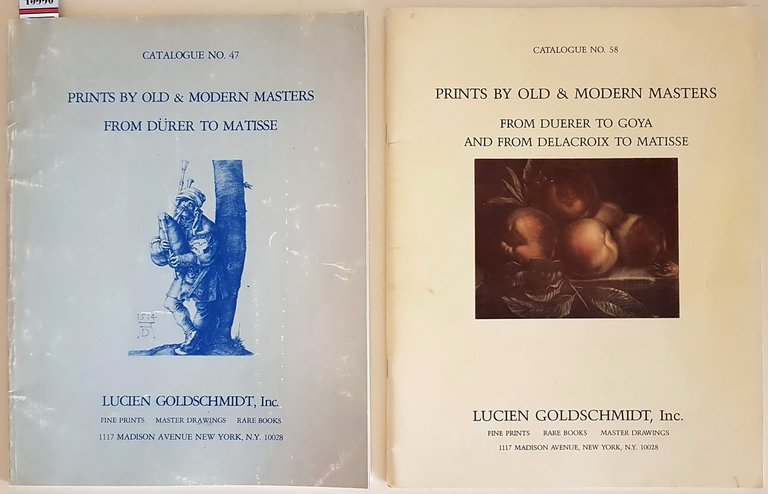 CATALOGUE NO. 47
PRINTS BY OLD & MODERN MASTERS
FROM DÜRER TO MATISSE
1514
AD
LUCIEN GOLDSCHMIDT, Inc.
FINE PRINTS MASTER DRAWINGS RARE BOOKS
1117 MADISON AVENUE NEW YORK, N.Y. 10028
CATALOGUE NO. 58
PRINTS BY OLD & MODERN MASTERS
FROM DUERER TO GOYA
AND FROM DELACROIX TO MATISSE
LUCIEN GOLDSCHMIDT, Inc.
FINE PRINTS RARE BOOKS MASTER DRAWINGS
1117 MADISON AVENUE, NEW YORK, N.Y. 10028